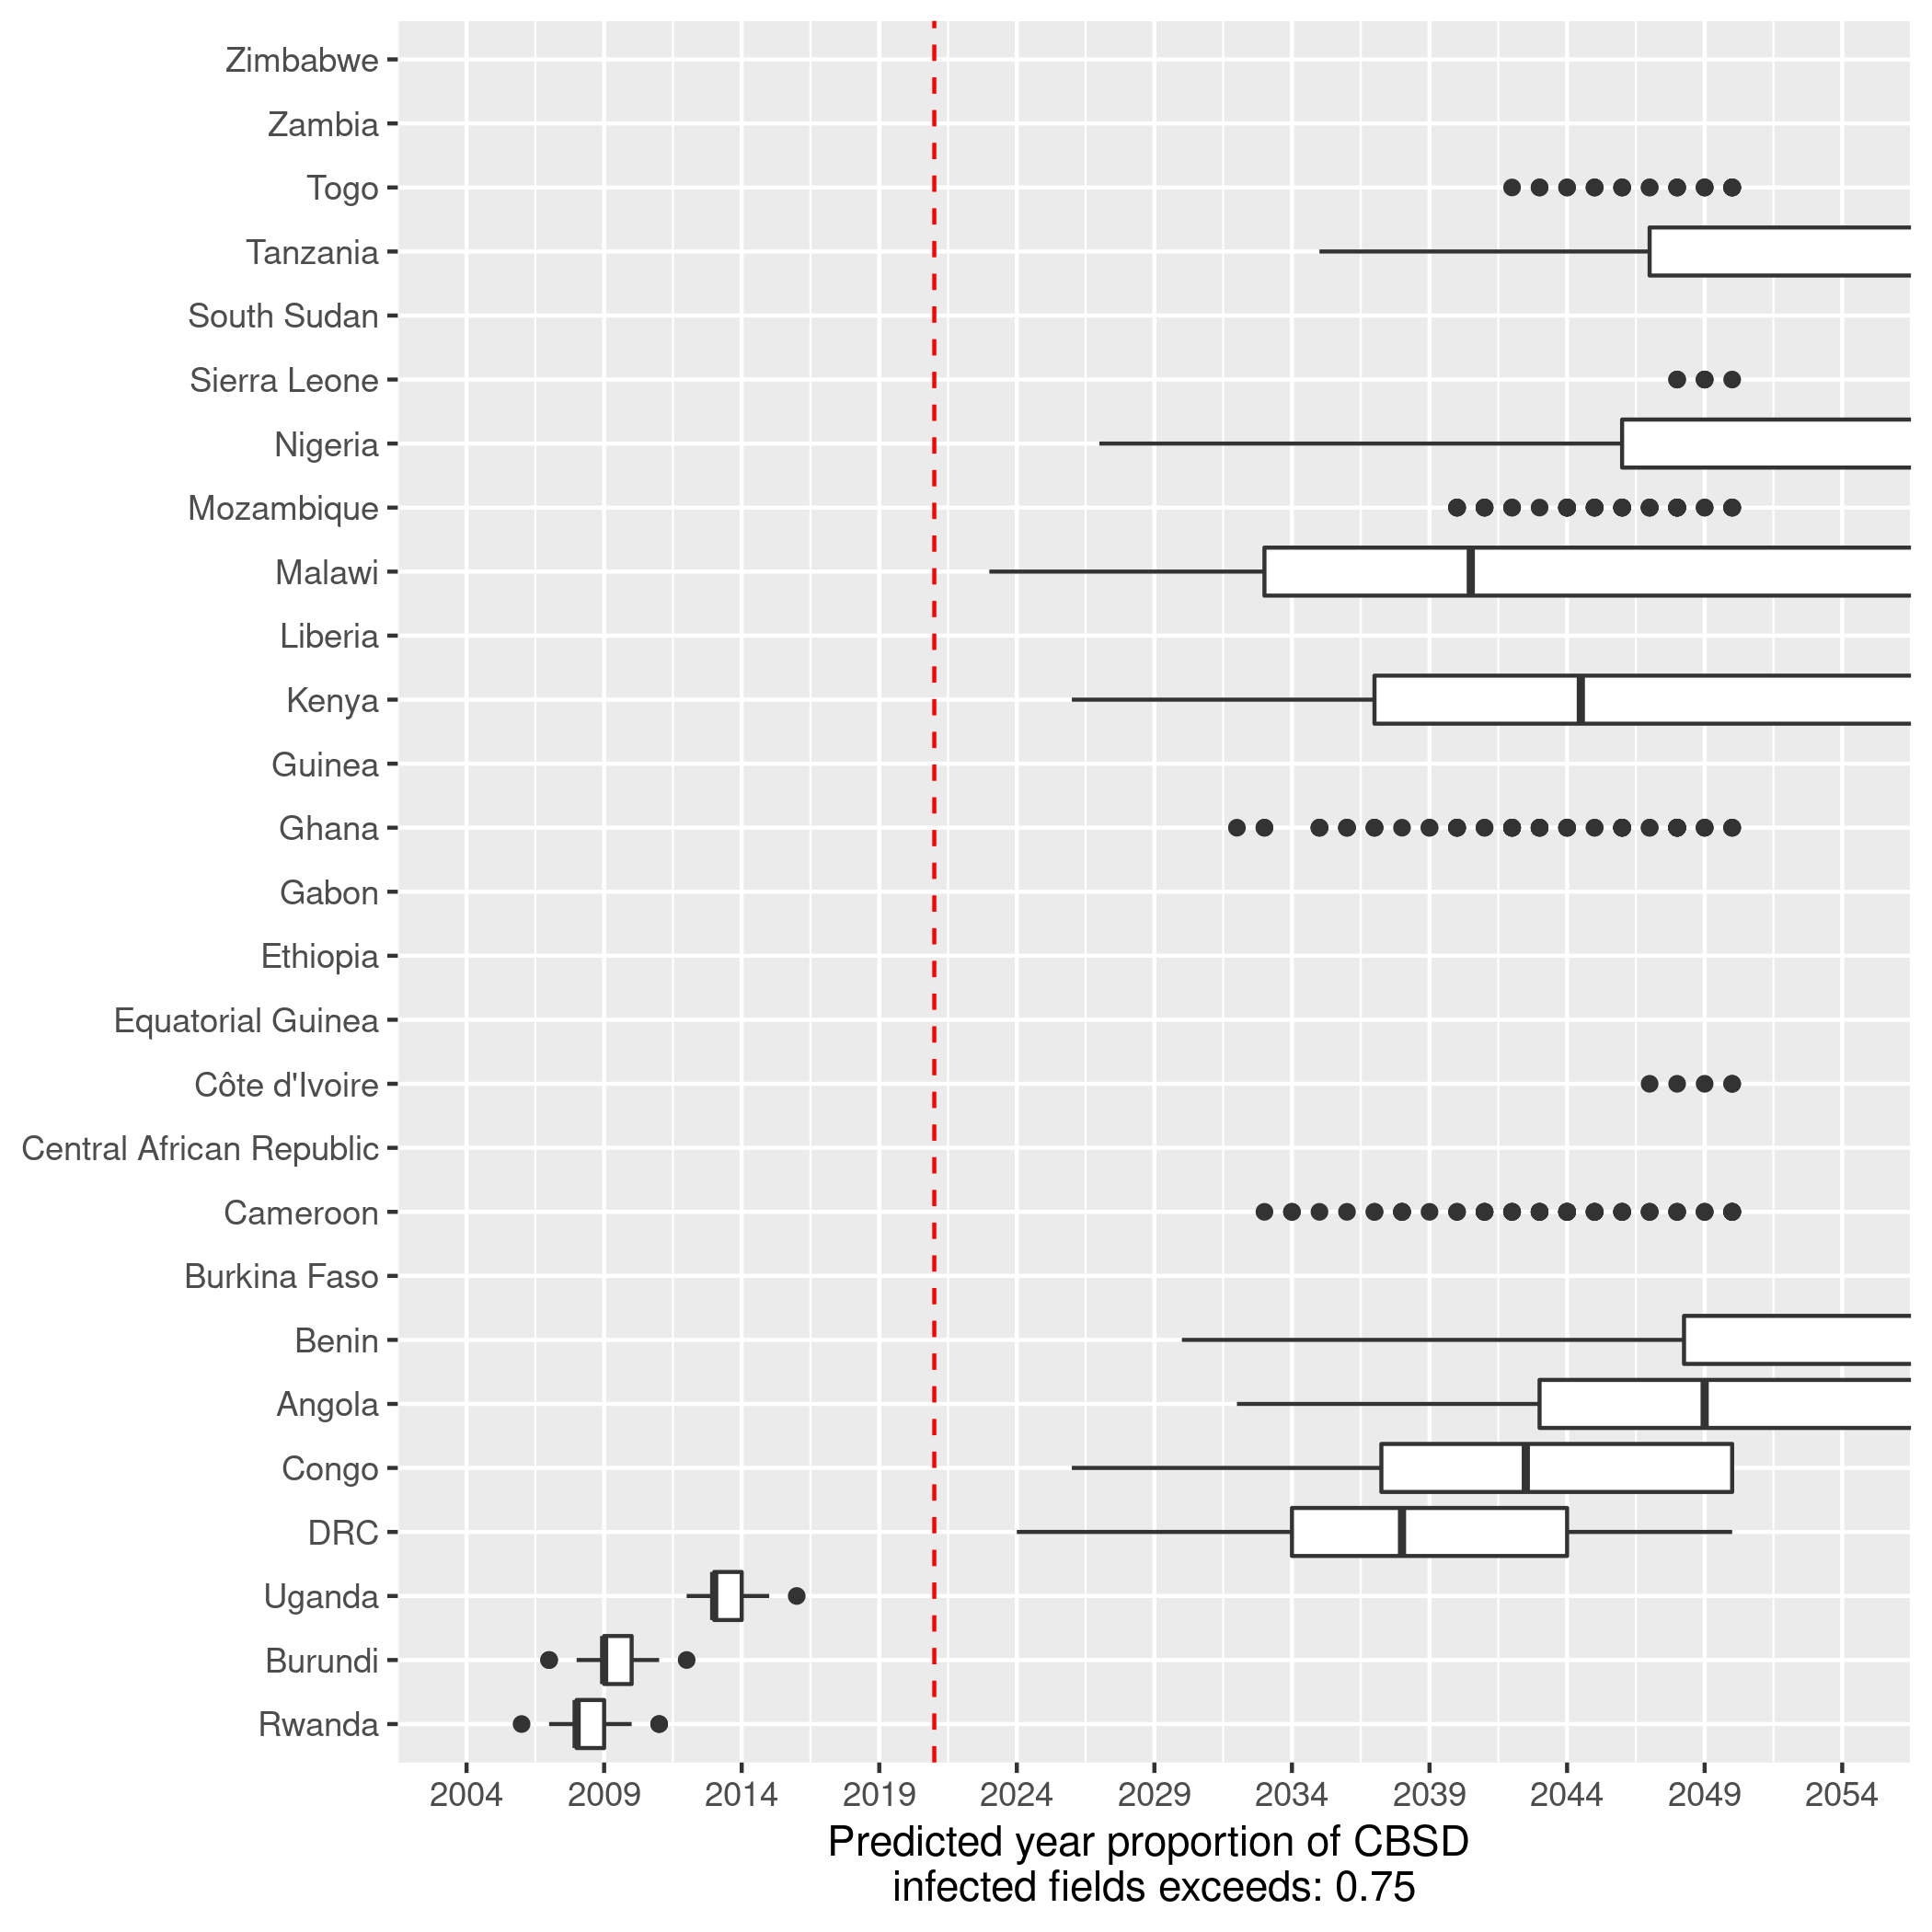 Zimbabwe
Zambia
Togo
Tanzania
South Sudan
Sierra Leone
Nigeria
Mozambique
Malawi
Liberia
Kenya
Guinea
Ghana
Gabon
Ethiopia
Equatorial Guinea
Côte d'Ivoire
Central African Republic
Cameroon
Burkina Faso
Benin
Angola
Congo
DRC
Uganda
Burundi
Rwanda
2004 2009 2014 2019 2024 2029 2034 2039 2044 2049 2054
Predicted year proportion of CBSD
infected fields exceeds: 0.75